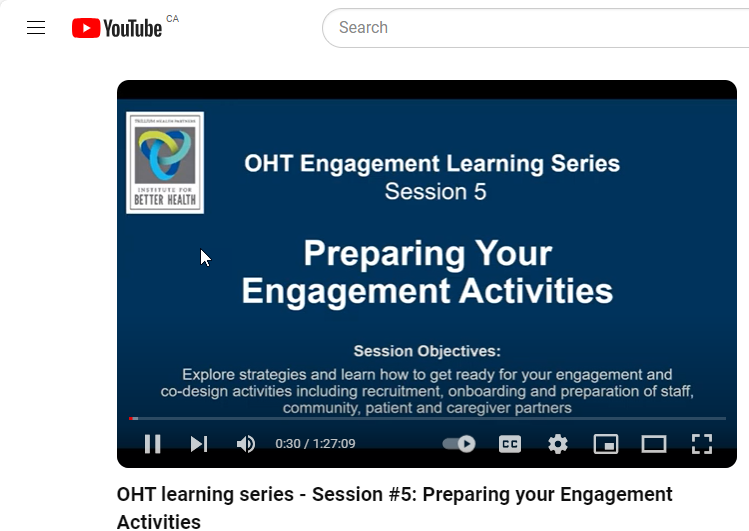 YouTube CA
Search
TRILLIUM HEALTH PARTNERS
INSTITUTE FOR
BETTER HEALTH
OHT Engagement Learning Series
Session 5
Preparing Your
Engagement Activities
Session Objectives:
Explore strategies and learn how to get ready for your engagement and
co-design activities including recruitment, onboarding and preparation of staff,
community, patient and caregiver partners
0:30 / 1:27:09
CC
OHT learning series - Session #5: Preparing your Engagement
Activities